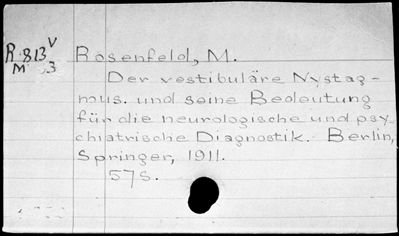 R 813 V
M .3
Rosenfeld, M.
Der vestibuläre Nystag-
mus. und seine Bedeutung
für die neurologische und psy-
chiatrische Diagnostik. Berlin,
Springer, 1911.
57S.